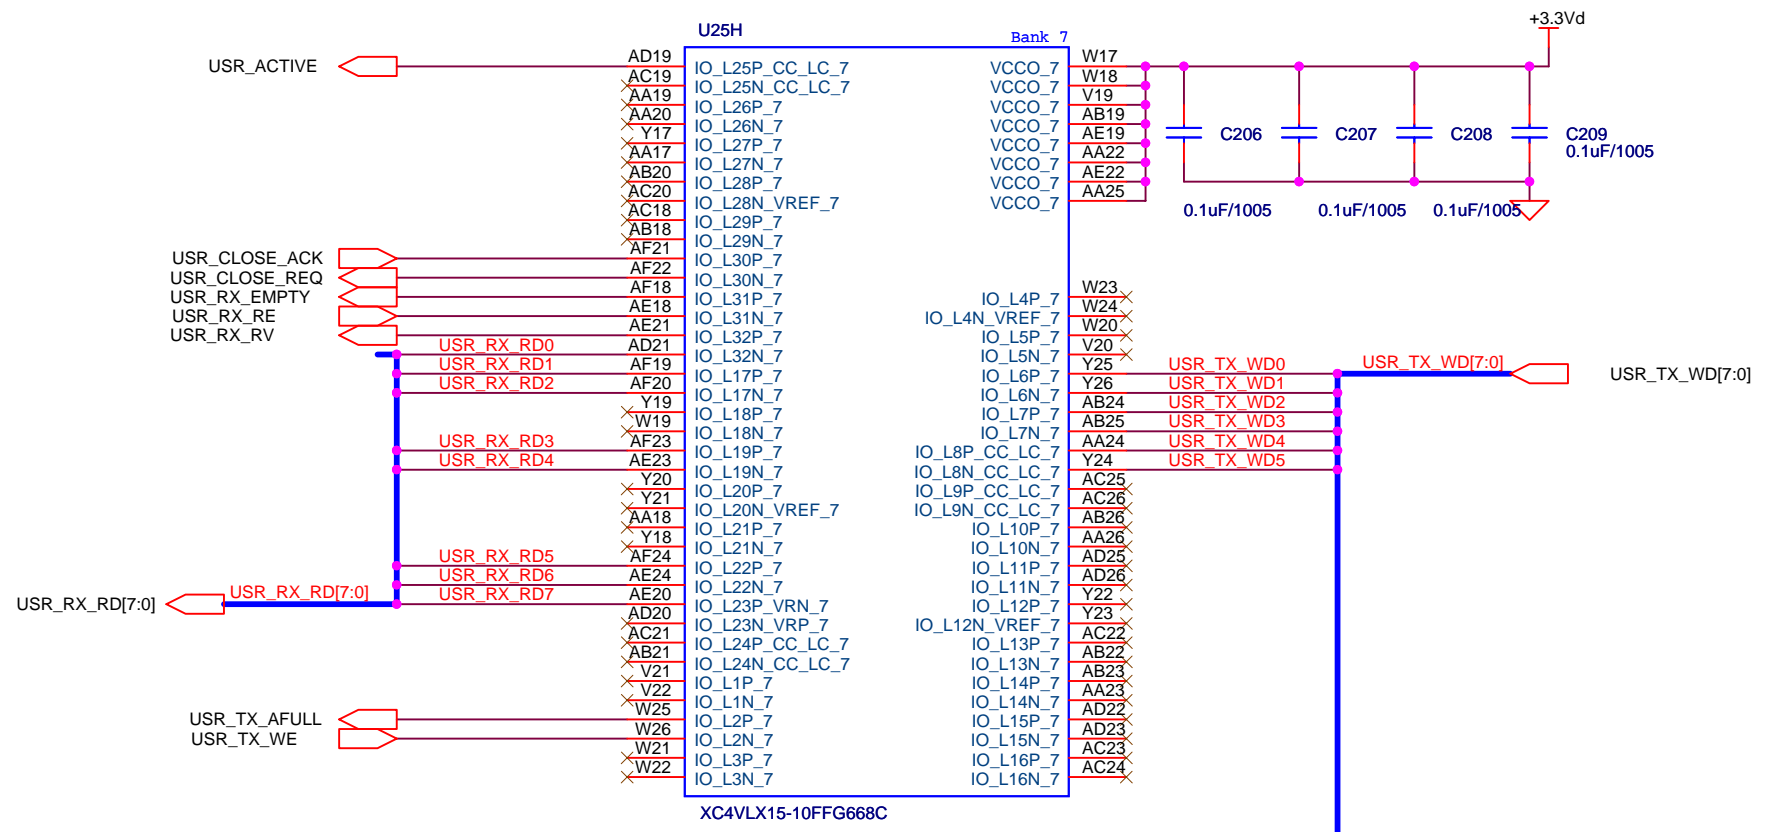 +3.3Vd
U25H
Bank 7
USR_ACTIVE AD19 IO_L25P_CC_LC_7 VCCO_7 W17
AC19 IO_L25N_CC_LC_7 VCCO_7 W18
AA19 IO_L26P_7 VCCO_7 V19
AA20 IO_L26N_7 VCCO_7 AB19
Y17 IO_L27P_7 VCCO_7 AE19 C206 C207 C208 C209
0.1uF/1005
AA17 IO_L27N_7 VCCO_7 AA22
AB20 IO_L28P_7 VCCO_7 AE22
AC20 IO_L28N_VREF_7 VCCO_7 AA25
0.1uF/1005 0.1uF/1005 0.1uF/1005
AC18 IO_L29P_7
AB18 IO_L29N_7
USR_CLOSE_ACK AF21 IO_L30P_7
USR_CLOSE_REQ AF22 IO_L30N_7
USR_RX_EMPTY AF18 IO_L31P_7 IO_L4P_7 W23
USR_RX_RE AE18 IO_L31N_7 IO_L4N_VREF_7 W24
USR_RX_RV AE21 IO_L32P_7 IO_L5P_7 W20
USR_RX_RD0 AD21 IO_L32N_7 IO_L5N_7 V20
USR_RX_RD1 AF19 IO_L17P_7 IO_L6P_7 Y25 USR_TX_WD0 USR_TX_WD[7:0] USR_TX_WD[7:0]
USR_RX_RD2 AF20 IO_L17N_7 IO_L6N_7 Y26 USR_TX_WD1
Y19 IO_L18P_7 IO_L7P_7 AB24 USR_TX_WD2
W19 IO_L18N_7 IO_L7N_7 AB25 USR_TX_WD3
USR_RX_RD3 AF23 IO_L19P_7 IO_L8P_CC_LC_7 AA24 USR_TX_WD4
USR_RX_RD4 AE23 IO_L19N_7 IO_L8N_CC_LC_7 Y24 USR_TX_WD5
Y20 IO_L20P_7 IO_L9P_CC_LC_7 AC25
Y21 IO_L20N_VREF_7 IO_L9N_CC_LC_7 AC26
AA18 IO_L21P_7 IO_L10P_7 AB26
Y18 IO_L21N_7 IO_L10N_7 AA26
USR_RX_RD5 AF24 IO_L22P_7 IO_L11P_7 AD25
USR_RX_RD6 AE24 IO_L22N_7 IO_L11N_7 AD26
USR_RX_RD[7:0] USR_RX_RD[7:0] USR_RX_RD7 AE20 IO_L23P_VRN_7 IO_L12P_7 Y22
AD20 IO_L23N_VRP_7 IO_L12N_VREF_7 Y23
AC21 IO_L24P_CC_LC_7 IO_L13P_7 AC22
AB21 IO_L24N_CC_LC_7 IO_L13N_7 AB22
V21 IO_L1P_7 IO_L14P_7 AB23
V22 IO_L1N_7 IO_L14N_7 AA23
USR_TX_AFULL W25 IO_L2P_7 IO_L15P_7 AD22
USR_TX_WE W26 IO_L2N_7 IO_L15N_7 AD23
W21 IO_L3P_7 IO_L16P_7 AC23
W22 IO_L3N_7 IO_L16N_7 AC24
XC4VLX15-10FFG668C